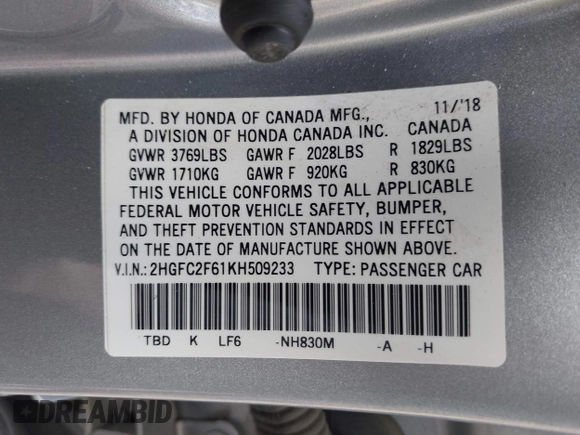 MFD. BY HONDA OF CANADA MFG., 11/'18
A DIVISION OF HONDA CANADA INC. CANADA
GVWR 3769LBS GAWR F 2028LBS R 1829LBS
GVWR 1710KG GAWR F 920KG R 830KG
THIS VEHICLE CONFORMS TO ALL APPLICABLE
FEDERAL MOTOR VEHICLE SAFETY, BUMPER,
AND THEFT PREVENTION STANDARDS IN EFFECT
ON THE DATE OF MANUFACTURE SHOWN ABOVE.
V.I.N.: 2HGFC2F61KH509233 TYPE: PASSENGER CAR
TBD K LF6 -NH830M -A -H
DREAMBID